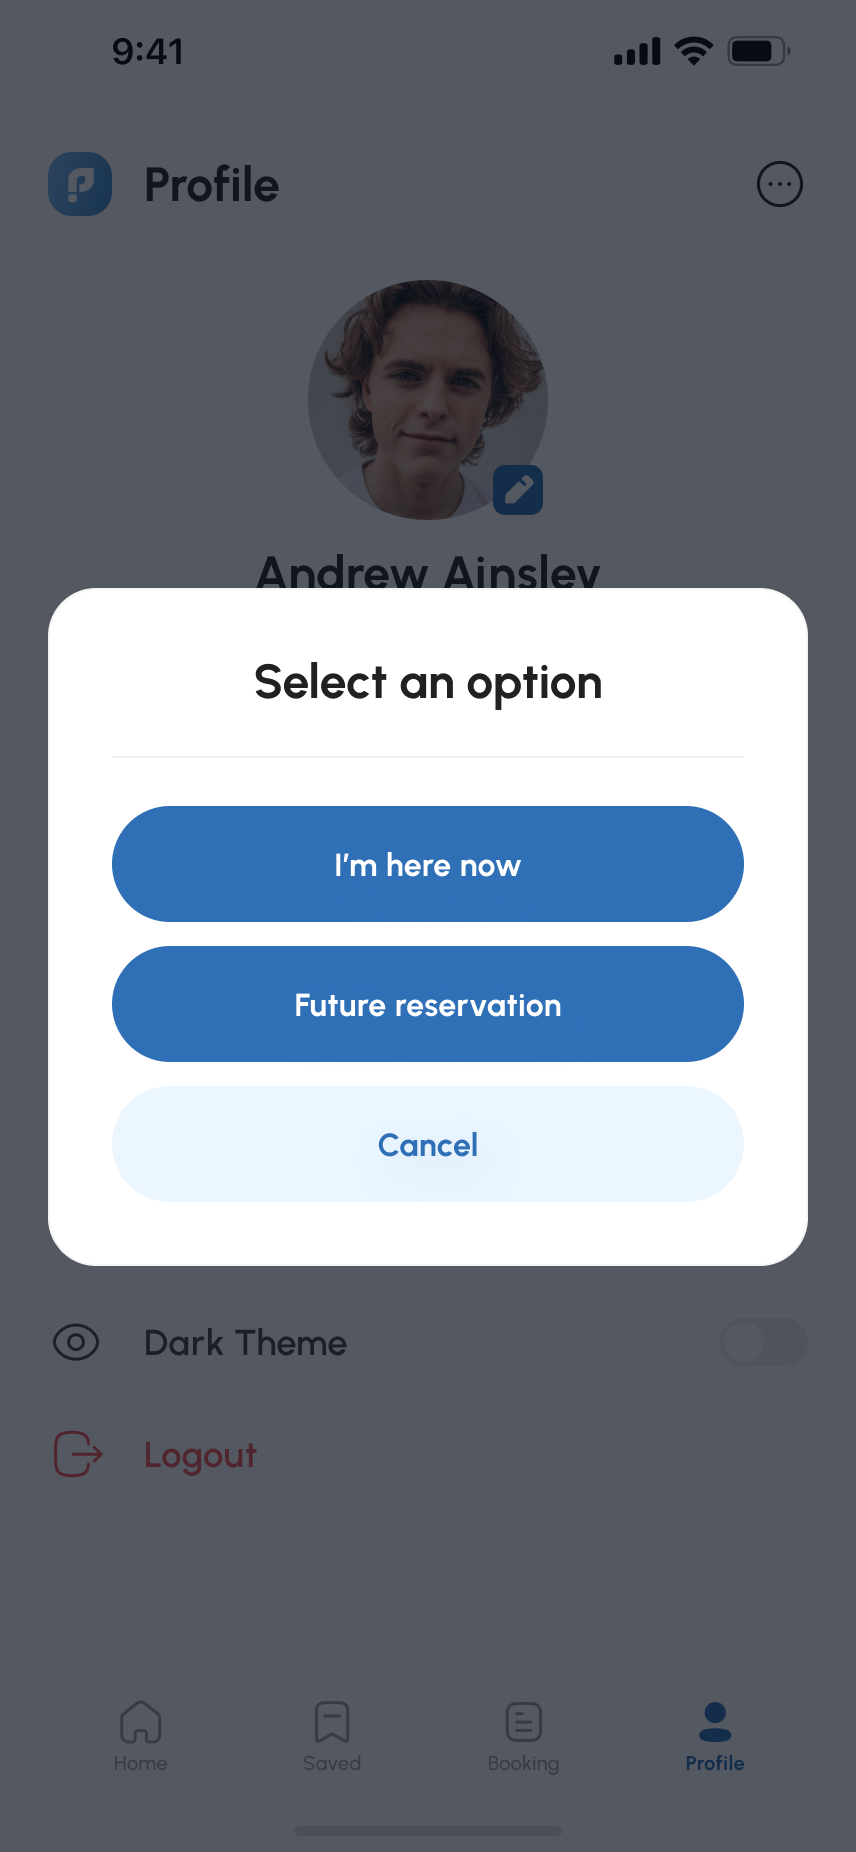 9:41
Profile
Andrew Ainsley
Select an option
I'm here now
Future reservation
Cancel
Dark Theme
Logout
Home
Saved
Booking
Profile